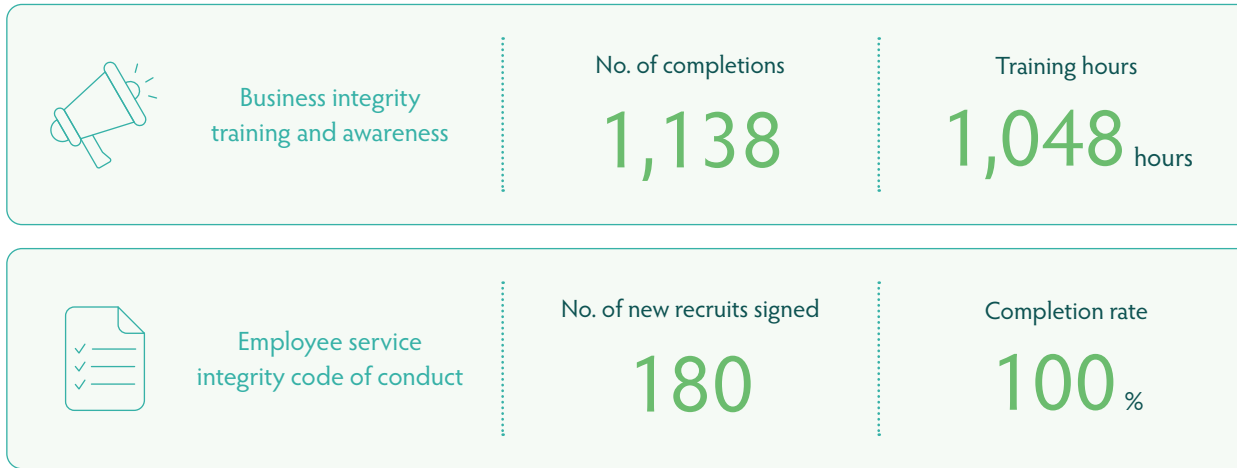 Business integrity
training and awareness
No. of completions
1,138
Training hours
1,048 hours
Employee service
integrity code of conduct
No. of new recruits signed
180
Completion rate
100 %